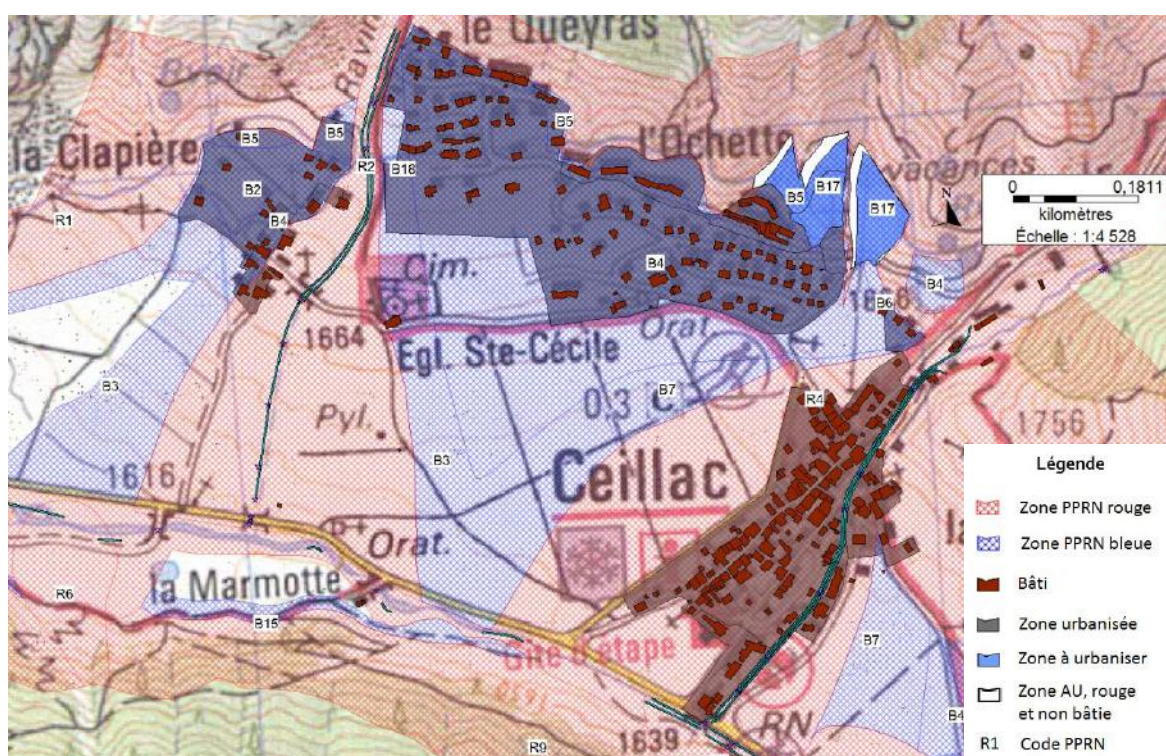 le Queyras
Ravin
la Clapière
B5
B5
B5
l'Ochette
vacances
R2
B18
B2
B5
B17
B17
N
0 0,1811
kilomètres
Échelle : 1:4 528
R1
B4
B4
B4
Cim.
B6
1664
Egl. Ste-Cécile
Orat.
B3
B7
0,3
R4
Pyl.
1756
B3
Ceillac
1616
Orat.
la Marmotte
R6
B15
Gîte d'étape
B7
B4
RN
1639
R9
Légende
Zone PPRN rouge
Zone PPRN bleue
Bâti
Zone urbanisée
Zone à urbaniser
Zone AU, rouge
et non bâtie
R1 Code PPRN